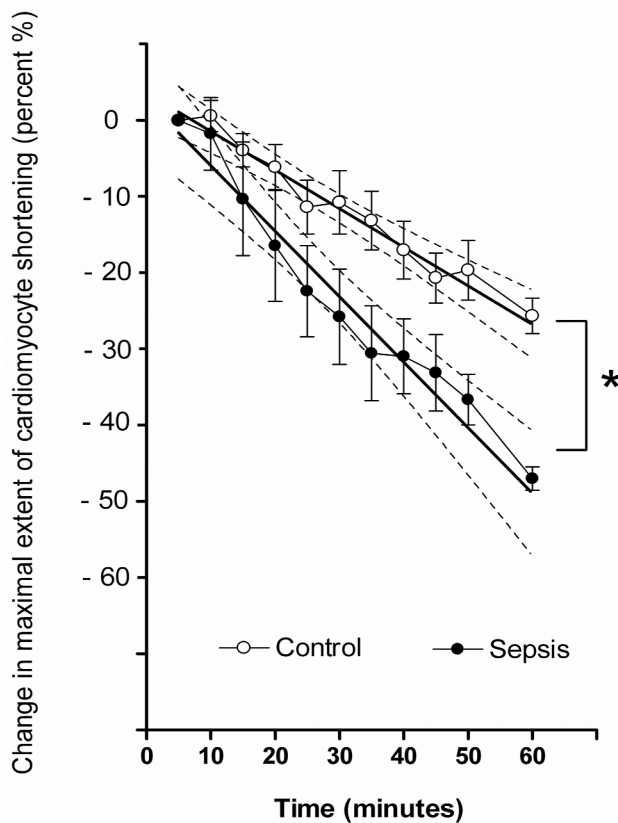 Change in maximal extent of cardiomyocyte shortening (percent %)
0
- 10
- 20
- 30
- 40
- 50
- 60
*
Control
Sepsis
0 10 20 30 40 50 60
Time (minutes)